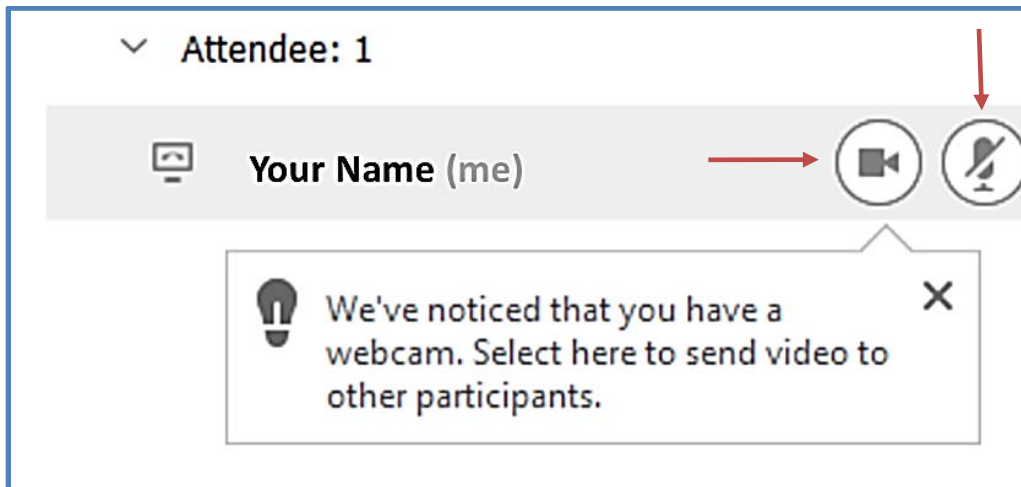 Attendee: 1
Your Name (me)
We've noticed that you have a
webcam. Select here to send video to
other participants.